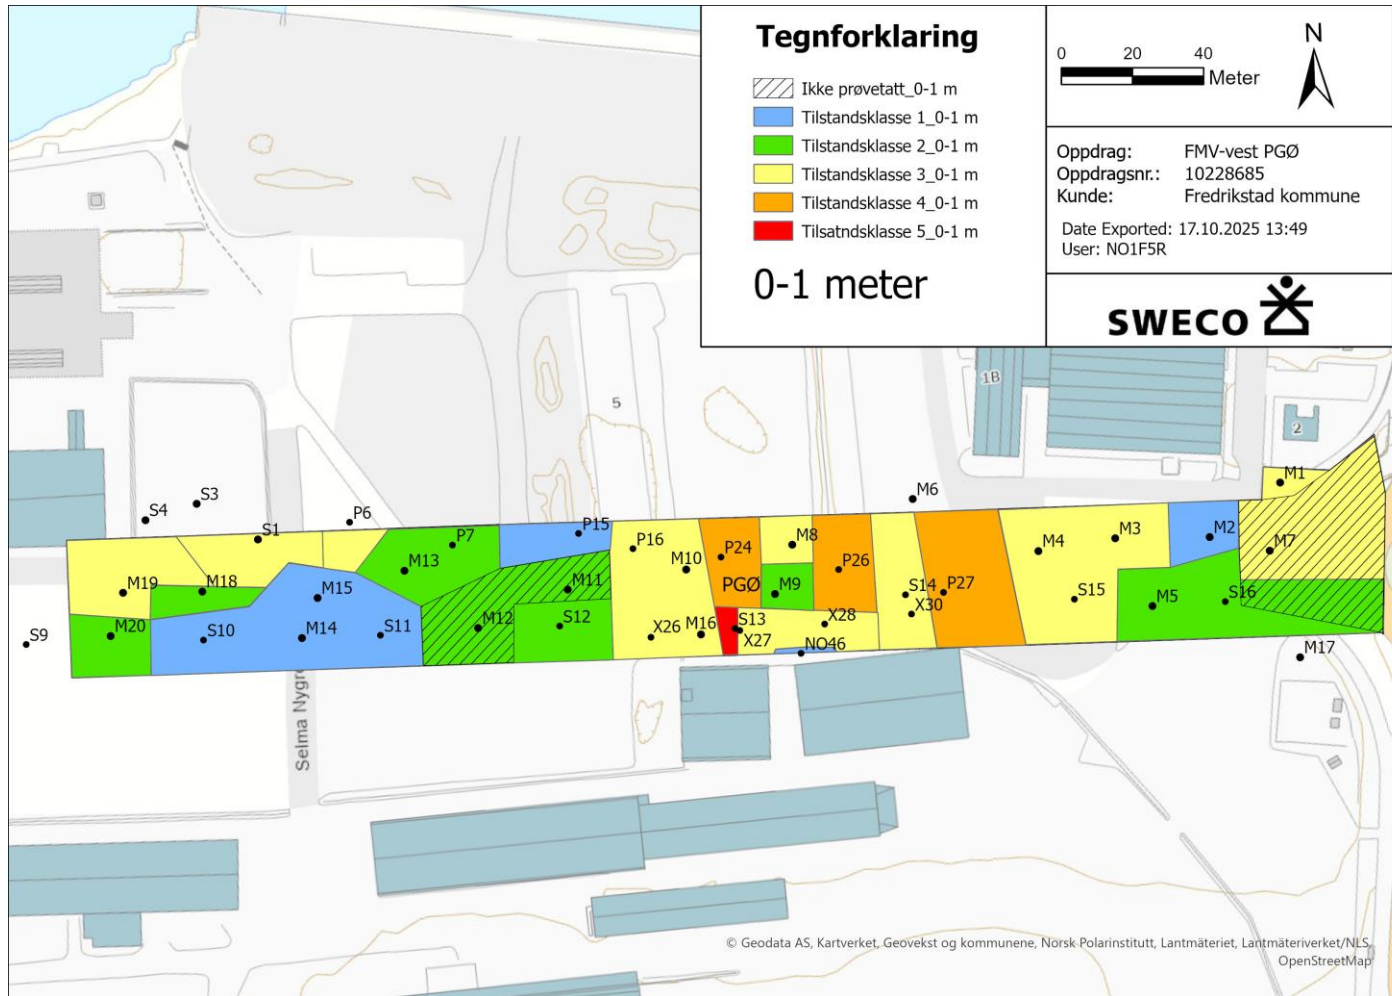 Tegnforklaring
Ikke prøvetatt_0-1 m
Tilstandsklasse 1_0-1 m
Tilstandsklasse 2_0-1 m
Tilstandsklasse 3_0-1 m
Tilstandsklasse 4_0-1 m
Tilsatndsklasse 5_0-1 m
0-1 meter
0 20 40
Meter
N
Oppdrag: FMV-vest PGØ
Oppdragsnr.: 10228685
Kunde: Fredrikstad kommune
Date Exported: 17.10.2025 13:49
User: NO1F5R
SWECO
1B
5
2
M1
S3
M6
S4
P6
S1
P15
M2
P7
M3
M8
P16
M4
M7
P24
M10
P26
M13
PGØ
M11
M18
M19
M15
M9
S14
P27
S15
S16
M5
X30
M12
S12
X28
S13
M20
S10
M14
S11
X26
M16
X27
S9
NO46
M17
Selma Nygre
© Geodata AS, Kartverket, Geovekst og kommunene, Norsk Polarinstitutt, Lantmäteriet, Lantmäteriverket/NLS,
OpenStreetMap